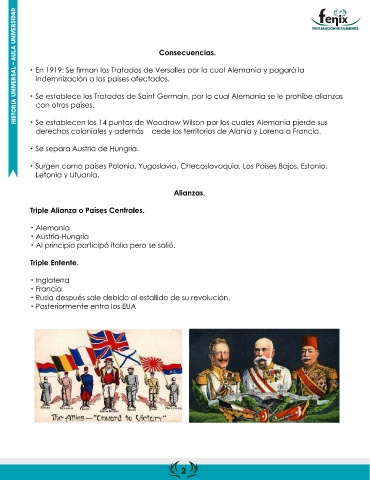 HISTORIA UNIVERSAL – AULA UNIVERSIDAD
fenix
PREPARACIÓN DE EXÁMENES
Consecuencias.
• En 1919: Se firman los Tratados de Versalles por la cual Alemania y pagará la
indemnización a los países afectados.
• Se establece los Tratados de Saint Germain, por lo cual Alemania se le prohíbe alianzas
con otros países.
• Se establecen los 14 puntos de Woodrow Wilson por los cuales Alemania pierde sus
derechos coloniales y además cede los territorios de Alania y Lorena a Francia.
• Se separa Austria de Hungría.
• Surgen como países Polonia, Yugoslavia, Checoslovaquia, Los Países Bajos, Estonia,
Letonia y Lituania.
Alianzas.
Triple Alianza o Países Centrales.
• Alemania
• Austria-Hungría
• Al principio participó Italia pero se salió.
Triple Entente.
• Inglaterra
• Francia
• Rusia después sale debido al estallido de su revolución.
• Posteriormente entra los EUA
The Allies — "Onward to Victory"
2